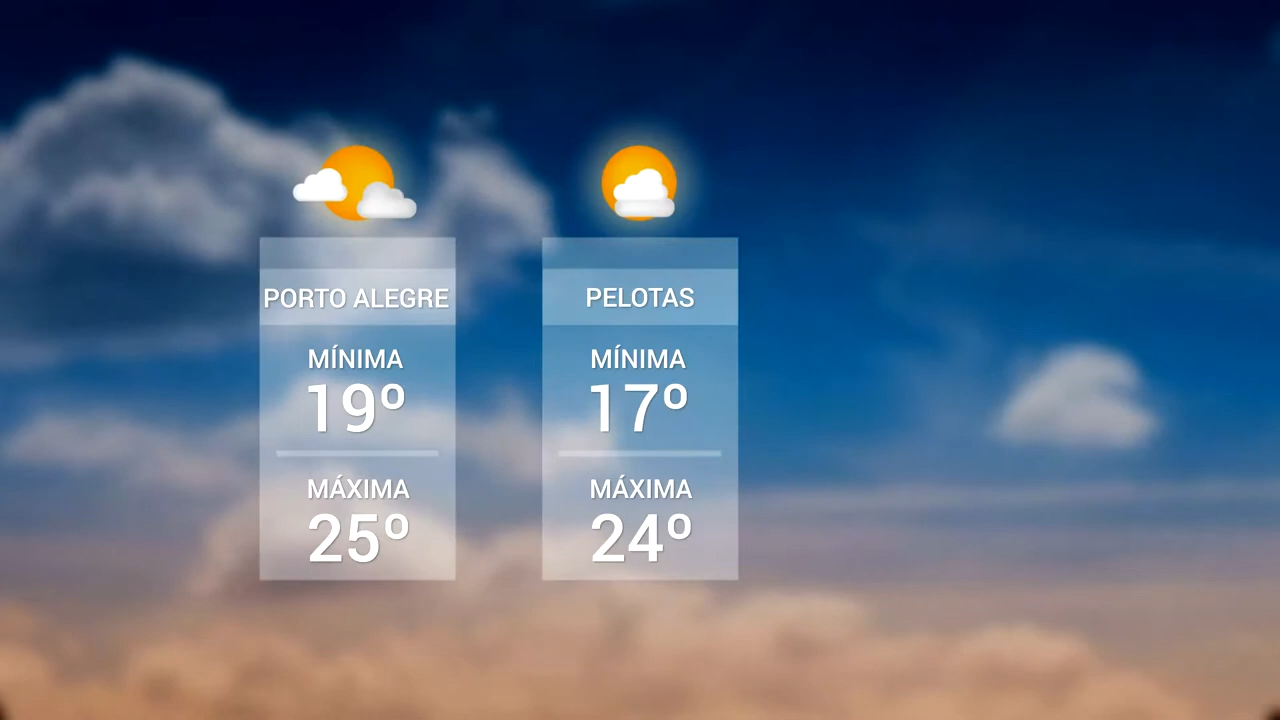 PORTO ALEGRE
MÍNIMA
19º
MÁXIMA
25º
PELOTAS
MÍNIMA
17º
MÁXIMA
24º